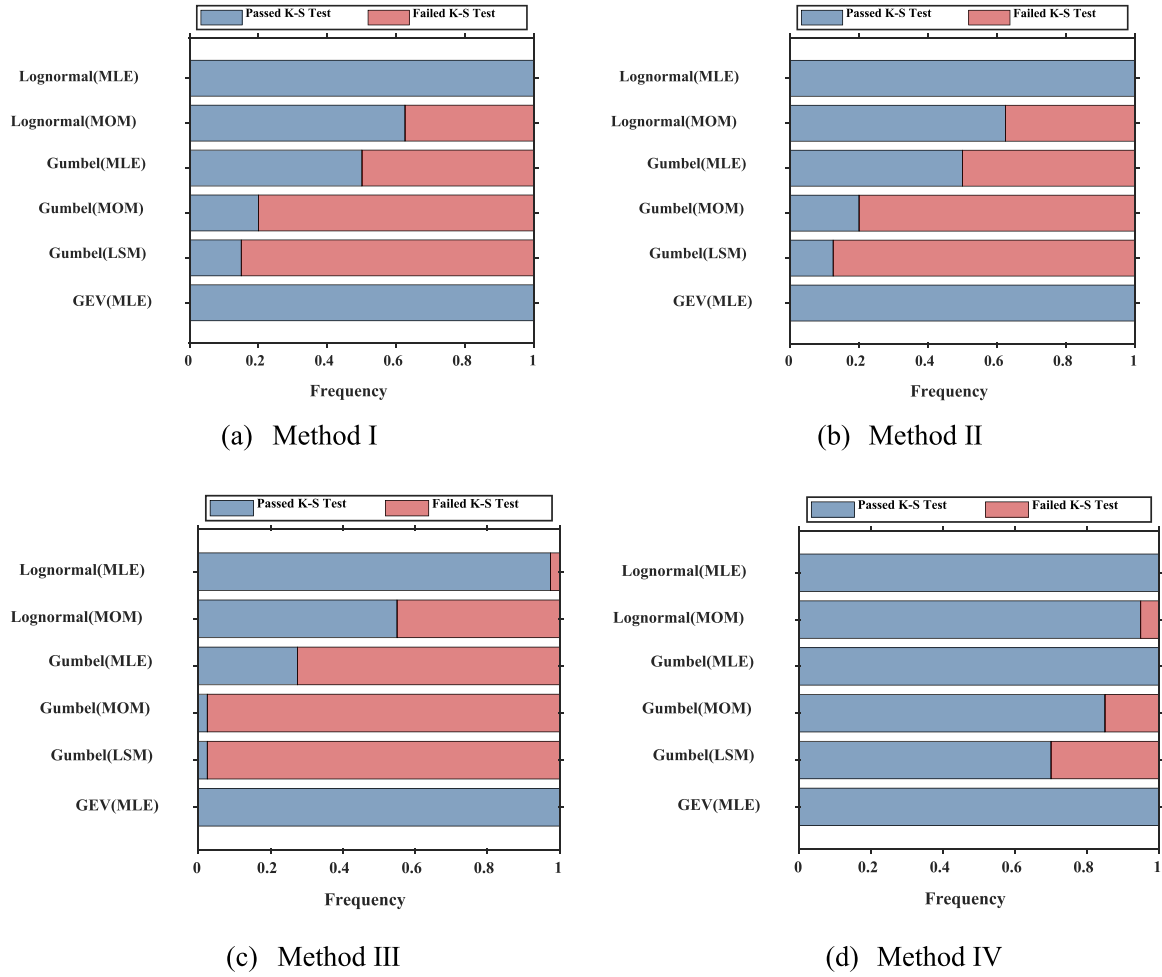 Passed K-S Test Failed K-S Test
Lognormal(MLE)
Lognormal(MOM)
Gumbel(MLE)
Gumbel(MOM)
Gumbel(LSM)
GEV(MLE)
0 0.2 0.4 0.6 0.8 1
Frequency
(a) Method I
Passed K-S Test Failed K-S Test
Lognormal(MLE)
Lognormal(MOM)
Gumbel(MLE)
Gumbel(MOM)
Gumbel(LSM)
GEV(MLE)
0 0.2 0.4 0.6 0.8 1
Frequency
(b) Method II
Passed K-S Test Failed K-S Test
Lognormal(MLE)
Lognormal(MOM)
Gumbel(MLE)
Gumbel(MOM)
Gumbel(LSM)
GEV(MLE)
0 0.2 0.4 0.6 0.8 1
Frequency
(c) Method III
Passed K-S Test Failed K-S Test
Lognormal(MLE)
Lognormal(MOM)
Gumbel(MLE)
Gumbel(MOM)
Gumbel(LSM)
GEV(MLE)
0 0.2 0.4 0.6 0.8 1
Frequency
(d) Method IV